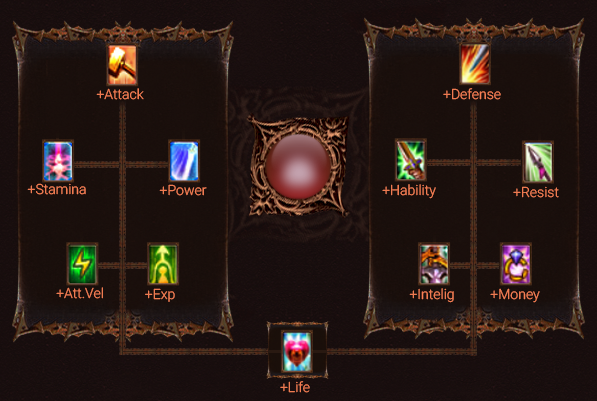 +Attack
+Defense
+Stamina
+Power
+Hability
+Resist
+Att.Vel
+Exp
+Intelig
+Money
+Life